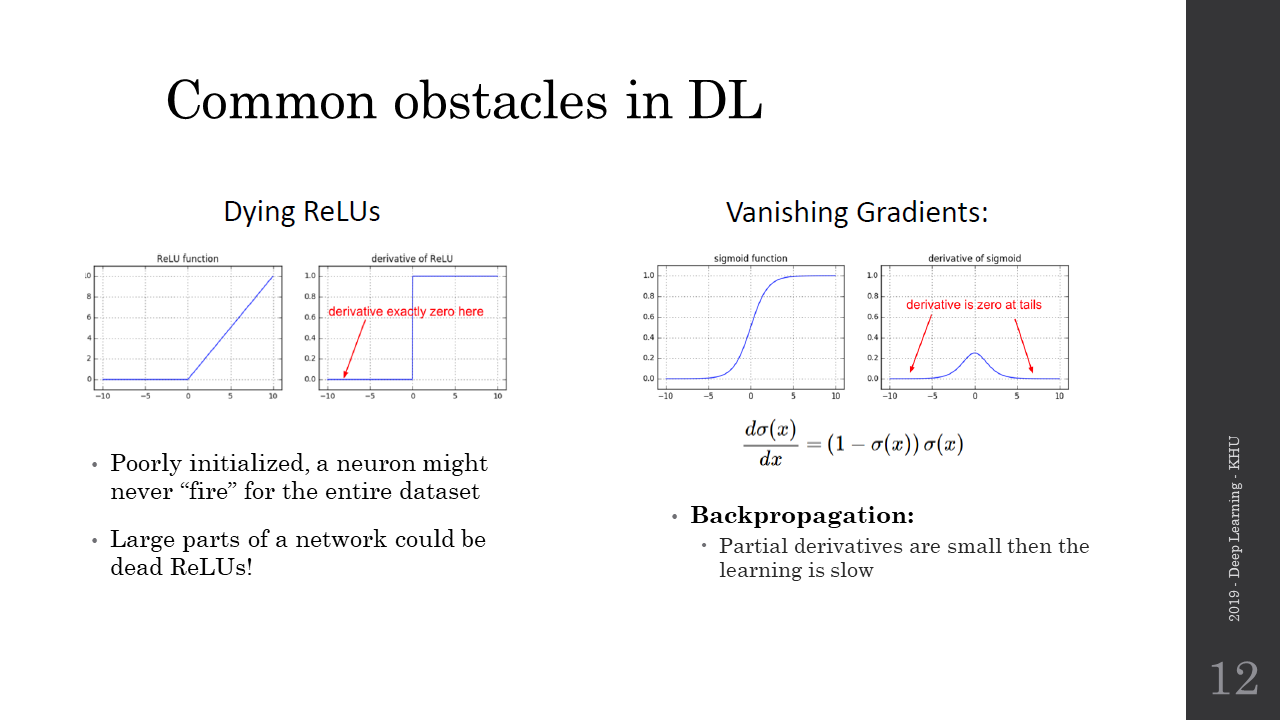 Common obstacles in DL
Dying ReLUs
ReLU function
10
8
6
4
2
0
−10 −5 0 5 10
derivative of ReLU
1.0
0.8
0.6
0.4
0.2
0.0
derivative exactly zero here
−10 −5 0 5 10
• Poorly initialized, a neuron might
never “fire” for the entire dataset
• Large parts of a network could be
dead ReLUs!
Vanishing Gradients:
sigmoid function
1.0
0.8
0.6
0.4
0.2
0.0
−10 −5 0 5 10
derivative of sigmoid
1.0
0.8
0.6
0.4
0.2
0.0
derivative is zero at tails
−10 −5 0 5 10
dσ(x)/dx = (1 − σ(x)) σ(x)
• Backpropagation:
• Partial derivatives are small then the
learning is slow
2019 - Deep Learning - KHU
12